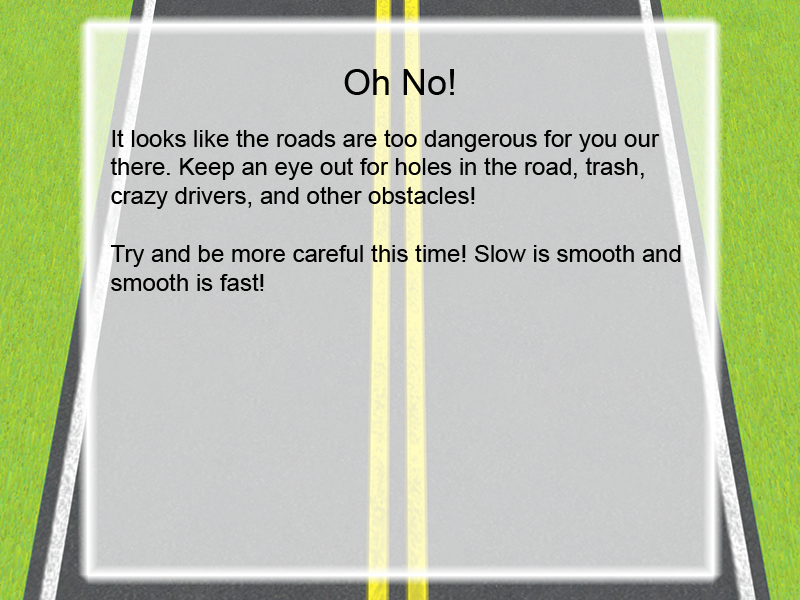 Oh No!
It looks like the roads are too dangerous for you our
there. Keep an eye out for holes in the road, trash,
crazy drivers, and other obstacles!
Try and be more careful this time! Slow is smooth and
smooth is fast!